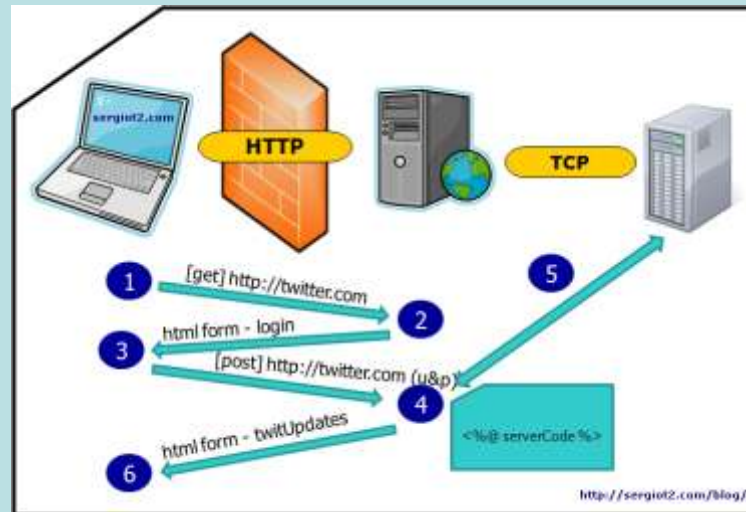 sergiot2.com
HTTP
TCP
1
[get] http://twitter.com
5
2
html form - login
3
[post] http://twitter.com (u&p)
4
<%@ serverCode %>
html form - twitUpdates
6
http://sergiot2.com/blog/